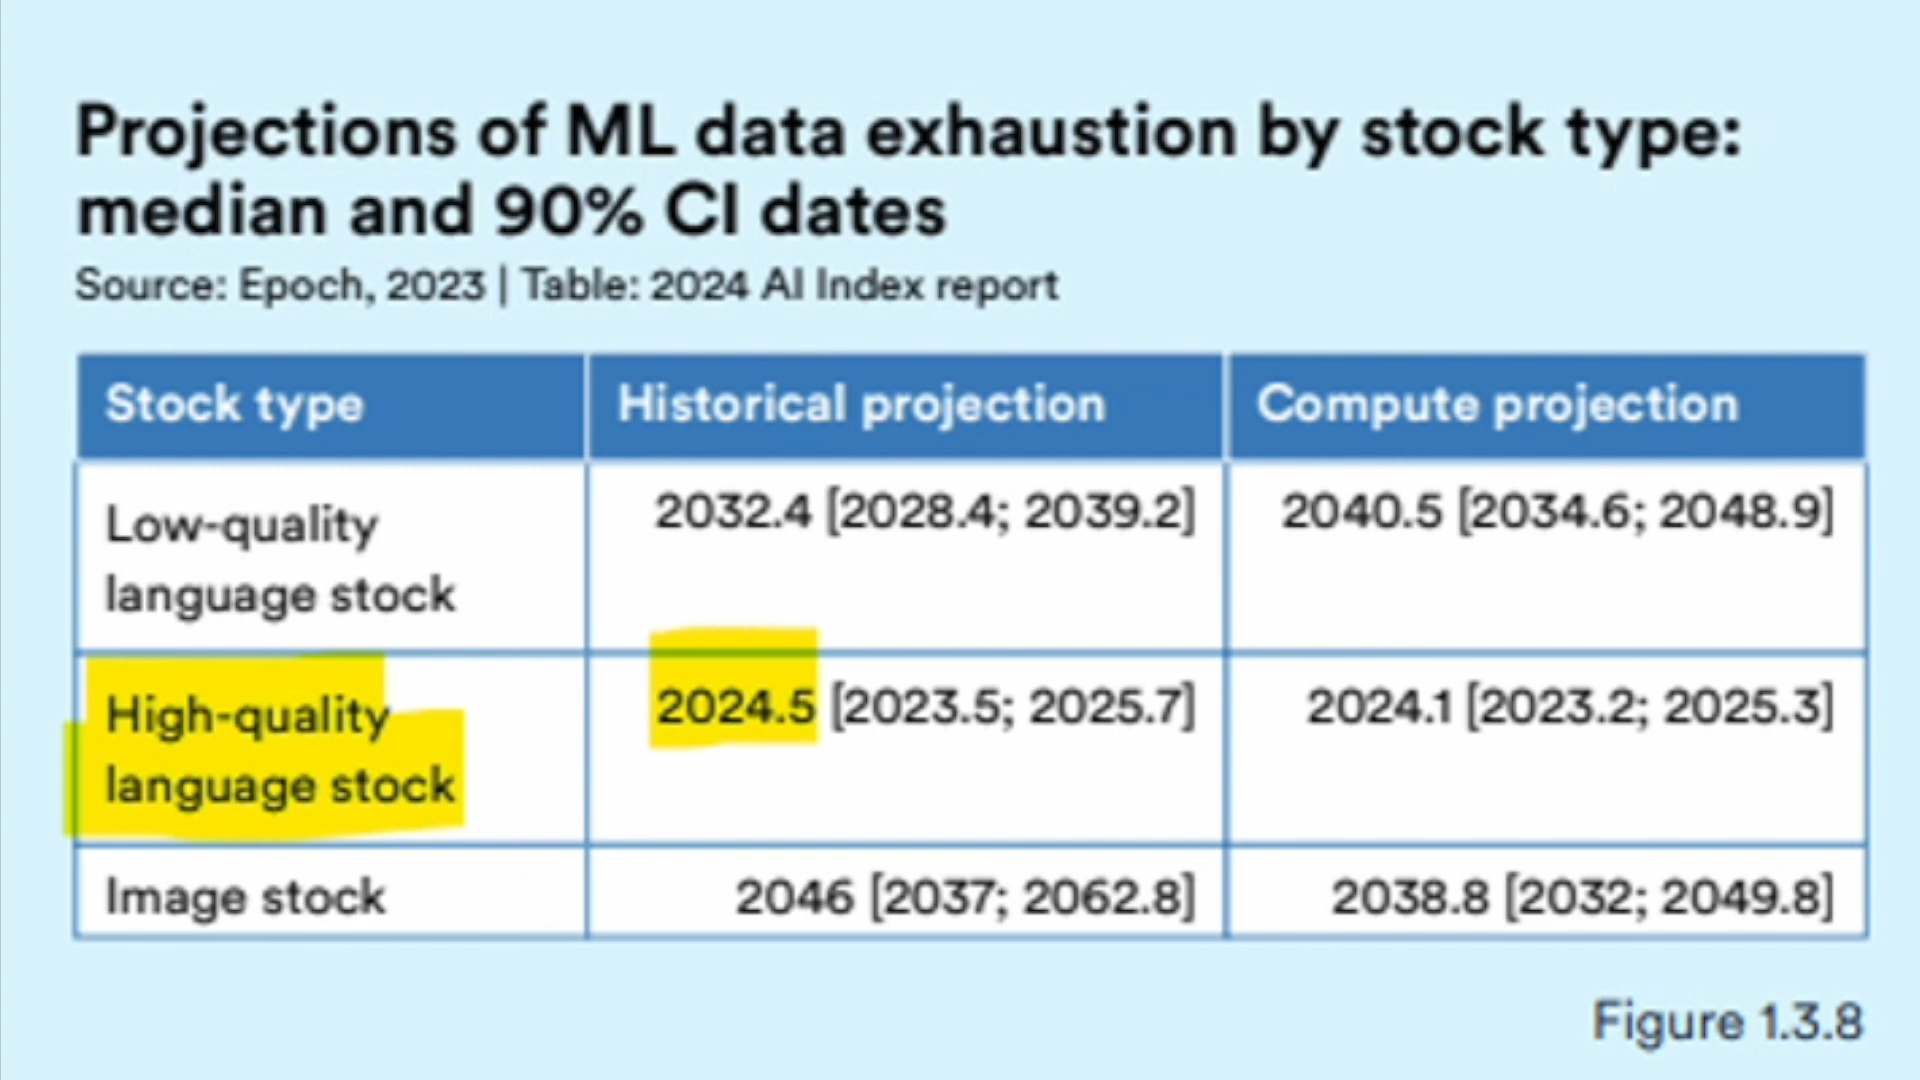 Projections of ML data exhaustion by stock type:
median and 90% CI dates
Source: Epoch, 2023 | Table: 2024 AI Index report
Stock type Historical projection Compute projection
Low-quality 2032.4 [2028.4; 2039.2] 2040.5 [2034.6; 2048.9]
language stock
High-quality 2024.5 [2023.5; 2025.7] 2024.1 [2023.2; 2025.3]
language stock
Image stock 2046 [2037; 2062.8] 2038.8 [2032; 2049.8]
Figure 1.3.8